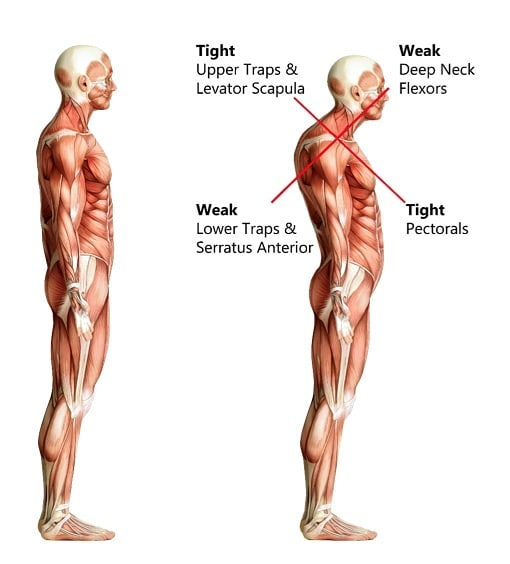 Tight
Upper Traps &
Levator Scapula
Weak
Deep Neck
Flexors
Weak
Lower Traps &
Serratus Anterior
Tight
Pectorals